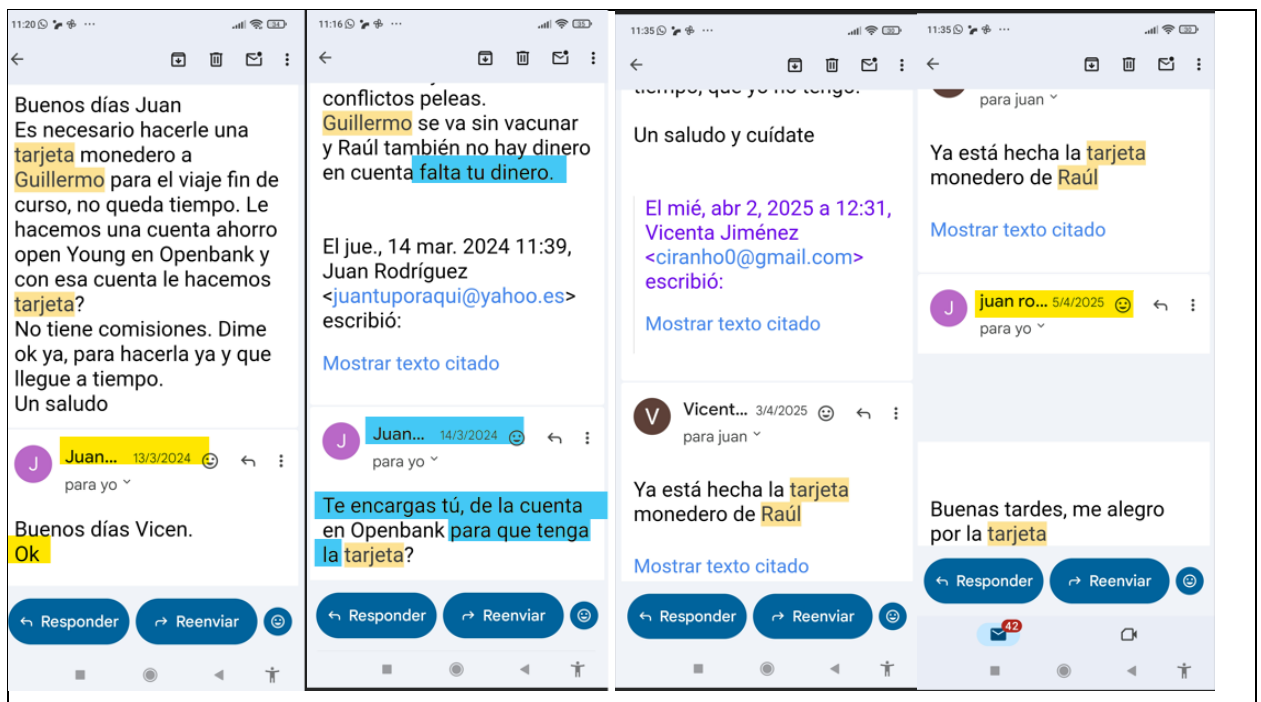 11:20
34
Buenos días Juan
Es necesario hacerle una
tarjeta monedero a
Guillermo para el viaje fin de
curso, no queda tiempo. Le
hacemos una cuenta ahorro
open Young en Openbank y
con esa cuenta le hacemos
tarjeta?
No tiene comisiones. Dime
ok ya, para hacerla ya y que
llegue a tiempo.
Un saludo
J
Juan... 13/3/2024
para yo
Buenos días Vicen.
Ok
Responder
Reenviar
11:16
35
conflictos peleas.
Guillermo se va sin vacunar
y Raúl también no hay dinero
en cuenta falta tu dinero.
El jue., 14 mar. 2024 11:39,
Juan Rodríguez
<juantuporaqui@yahoo.es>
escribió:
Mostrar texto citado
J
Juan... 14/3/2024
para yo
Te encargas tú, de la cuenta
en Openbank para que tenga
la tarjeta?
Responder
Reenviar
11:35
30
tiempo, que yo no tengo.
Un saludo y cuídate
El mié, abr 2, 2025 a 12:31,
Vicenta Jiménez
<ciranho0@gmail.com>
escribió:
Mostrar texto citado
V
Vicent... 3/4/2025
para juan
Ya está hecha la tarjeta
monedero de Raúl
Mostrar texto citado
Responder
Reenviar
11:35
30
para juan
Ya está hecha la tarjeta
monedero de Raúl
Mostrar texto citado
J
juan ro... 5/4/2025
para yo
Buenas tardes, me alegro
por la tarjeta
Responder
Reenviar
42